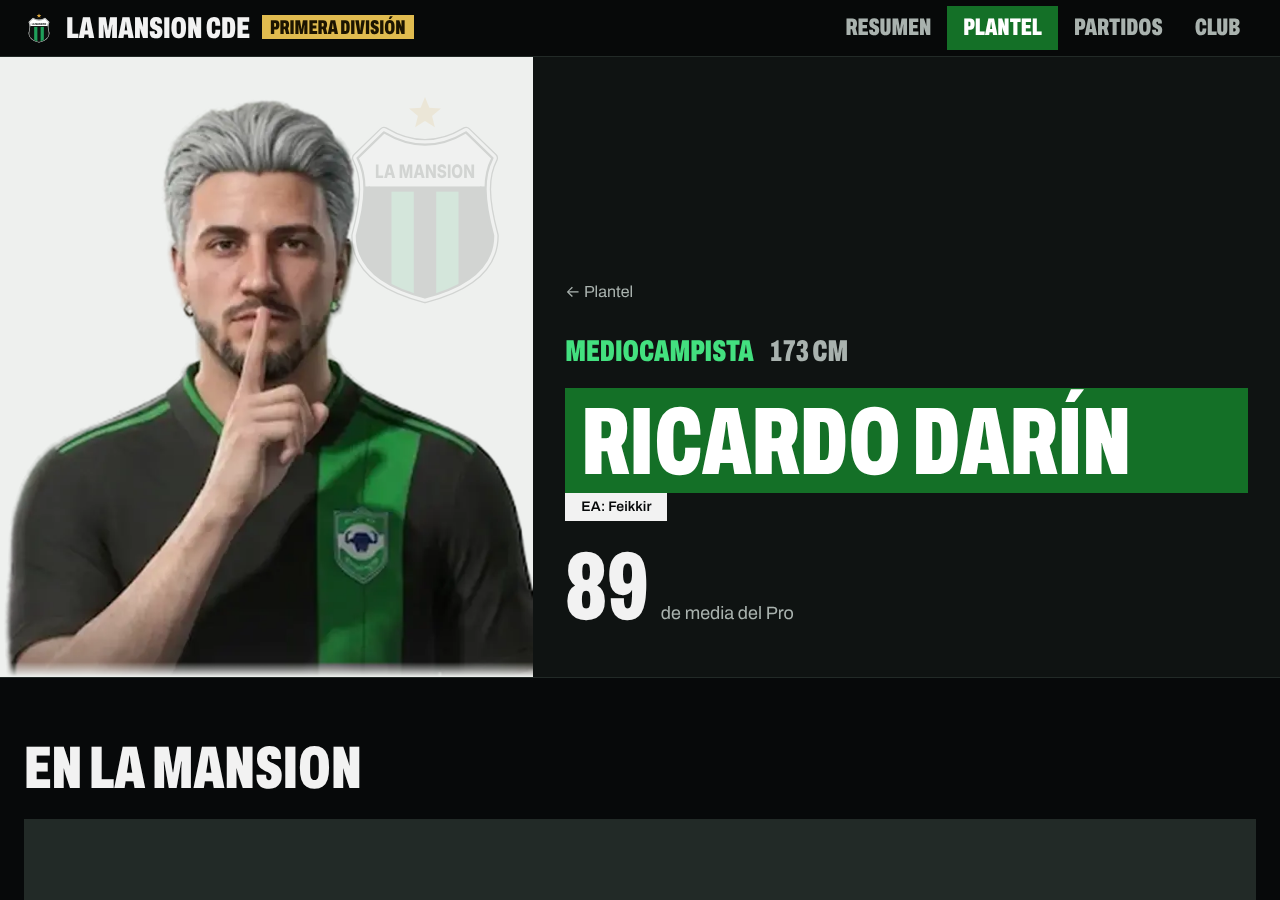 LA MANSION CDE PRIMERA DIVISIÓN RESUMEN PLANTEL PARTIDOS CLUB
LA MANSION
← Plantel
MEDIOCAMPISTA 173 CM
RICARDO DARÍN
EA: Feikkir
89 de media del Pro
EN LA MANSION